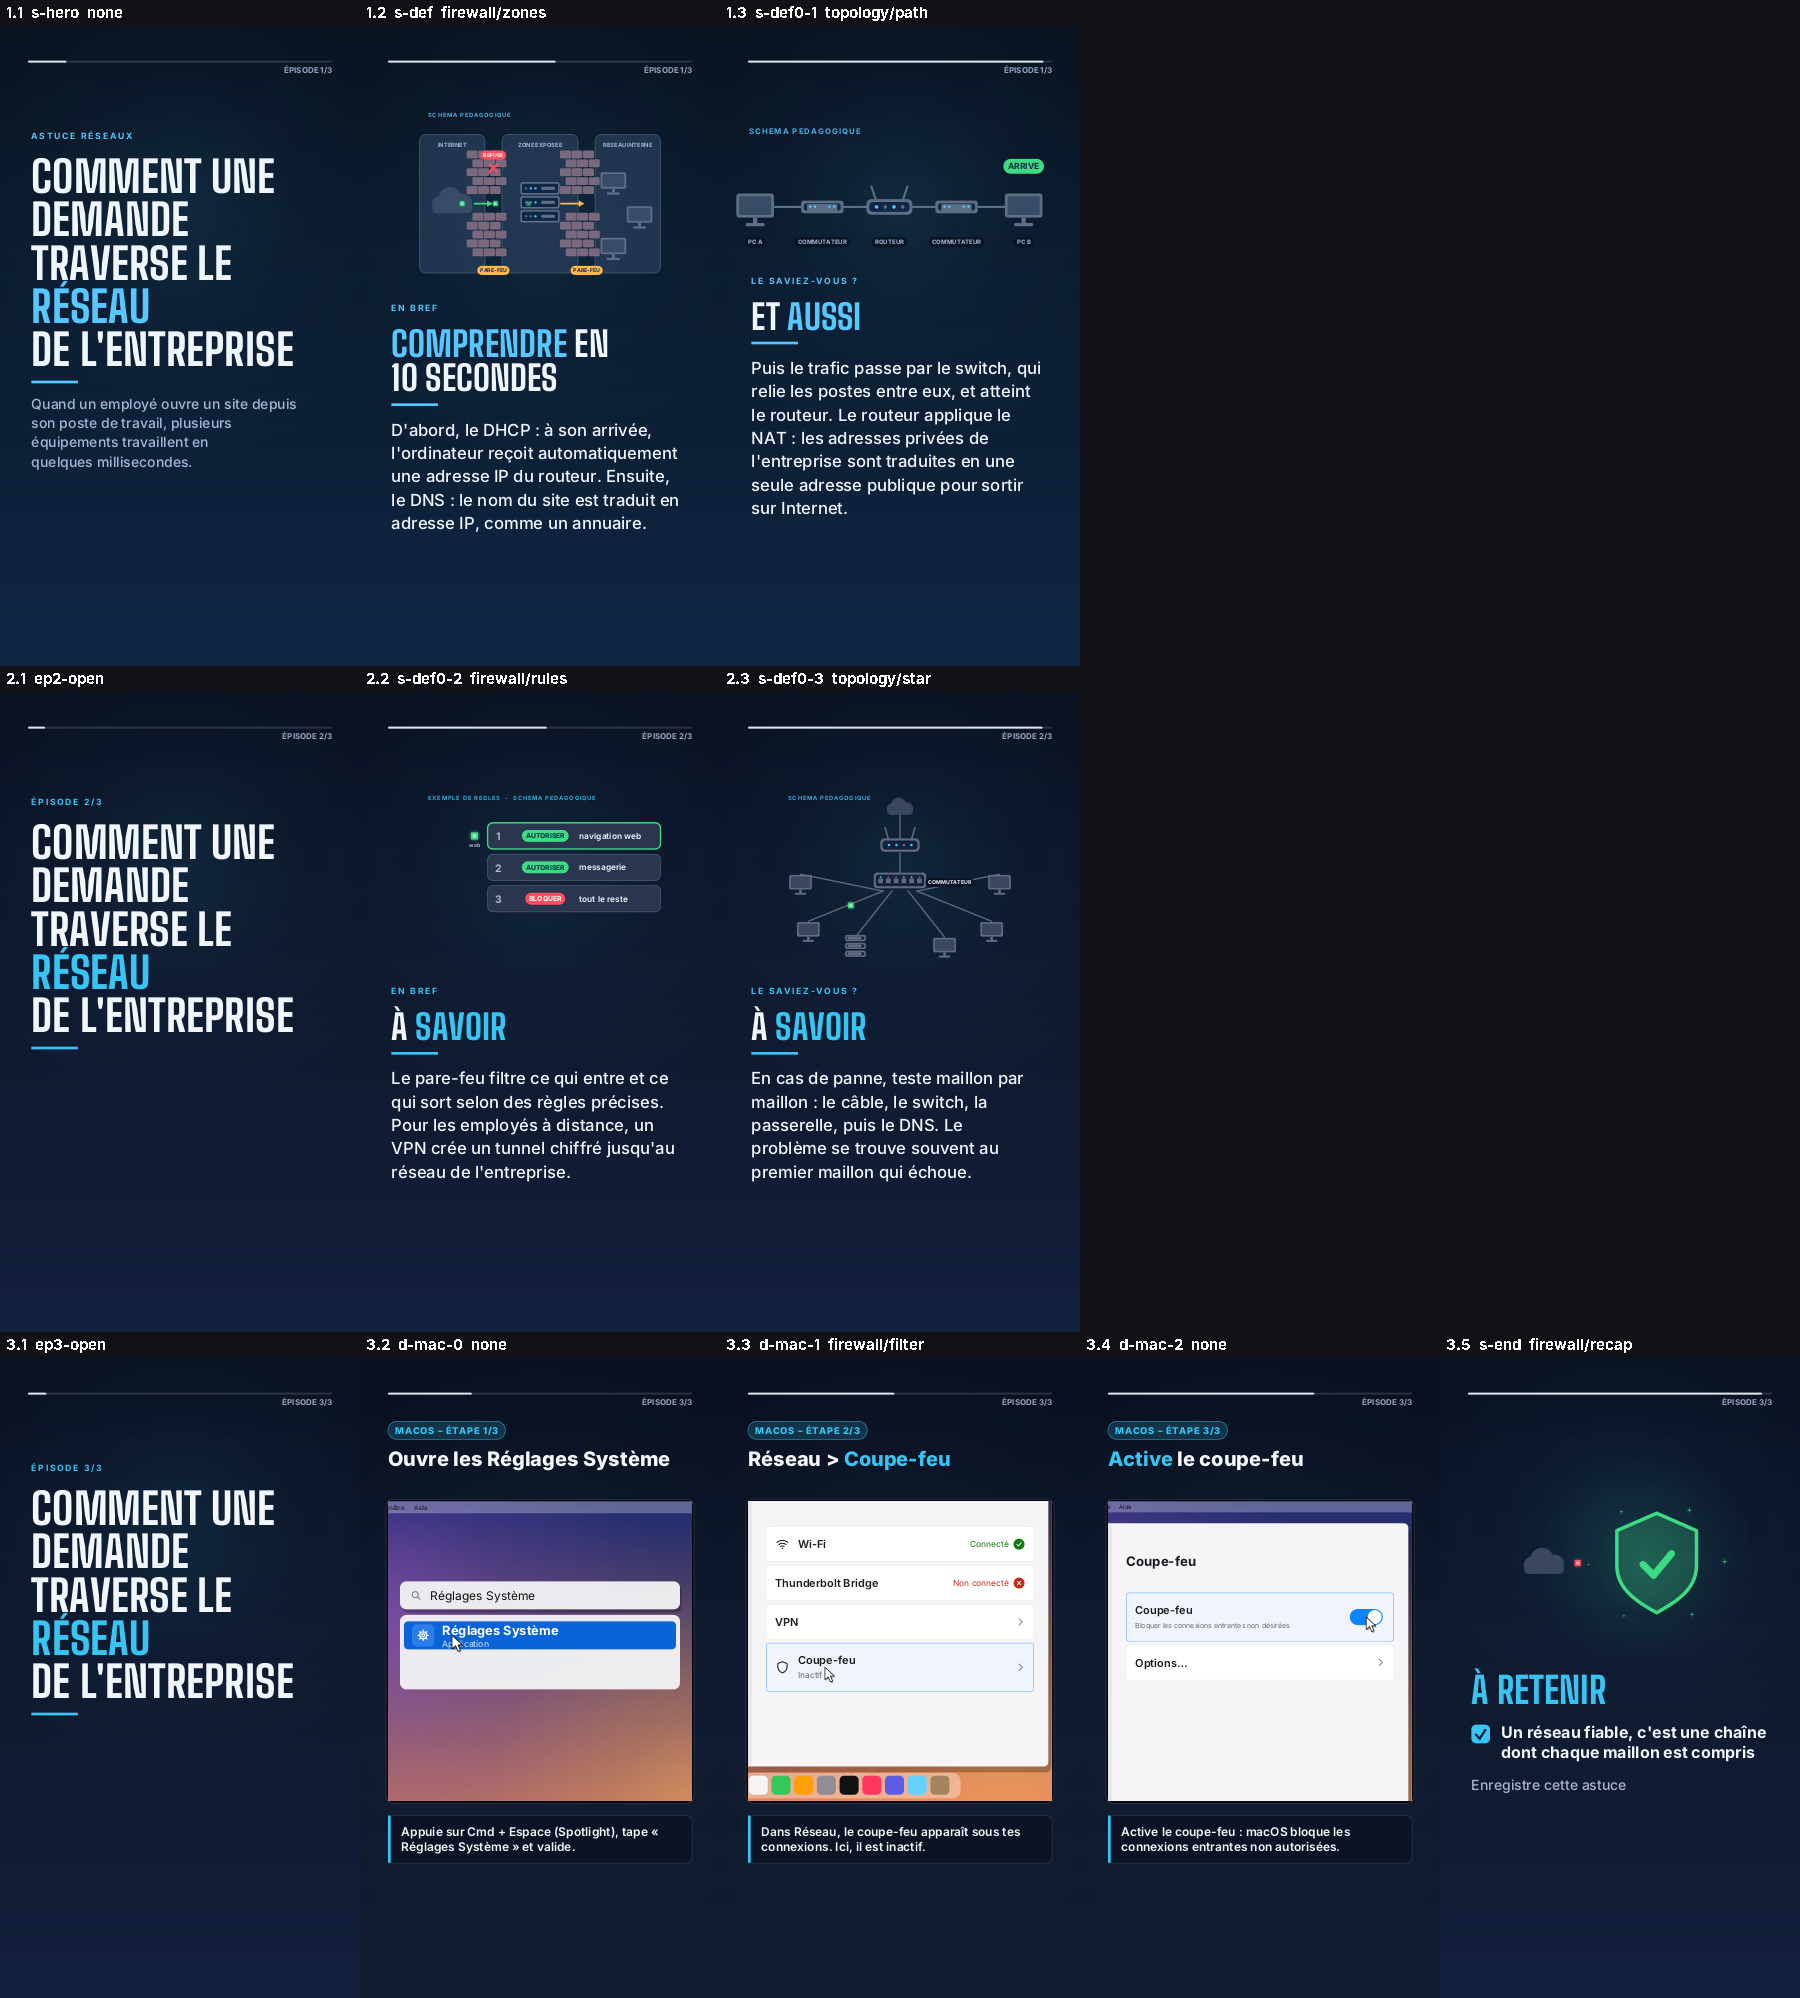 1.1 s-hero none
ÉPISODE 1/3
ASTUCE RÉSEAUX
COMMENT UNE
DEMANDE
TRAVERSE LE
RÉSEAU
DE L'ENTREPRISE
Quand un employé ouvre un site depuis
son poste de travail, plusieurs
équipements travaillent en
quelques millisecondes.
1.2 s-def firewall/zones
ÉPISODE 1/3
SCHEMA PEDAGOGIQUE
INTERNET
ZONE EXPOSEE
RESEAU INTERNE
REFUSE
PARE-FEU
PARE-FEU
EN BREF
COMPRENDRE EN
10 SECONDES
D'abord, le DHCP : à son arrivée,
l'ordinateur reçoit automatiquement
une adresse IP du routeur. Ensuite,
le DNS : le nom du site est traduit en
adresse IP, comme un annuaire.
1.3 s-def0-1 topology/path
ÉPISODE 1/3
SCHEMA PEDAGOGIQUE
ARRIVE
PC A
COMMUTATEUR
ROUTEUR
COMMUTATEUR
PC B
LE SAVIEZ-VOUS ?
ET AUSSI
Puis le trafic passe par le switch, qui
relie les postes entre eux, et atteint
le routeur. Le routeur applique le
NAT : les adresses privées de
l'entreprise sont traduites en une
seule adresse publique pour sortir
sur Internet.
2.1 ep2-open
ÉPISODE 2/3
ÉPISODE 2/3
COMMENT UNE
DEMANDE
TRAVERSE LE
RÉSEAU
DE L'ENTREPRISE
2.2 s-def0-2 firewall/rules
ÉPISODE 2/3
EXEMPLE DE REGLES - SCHEMA PEDAGOGIQUE
web
1 AUTORISER navigation web
2 AUTORISER messagerie
3 BLOQUER tout le reste
EN BREF
À SAVOIR
Le pare-feu filtre ce qui entre et ce
qui sort selon des règles précises.
Pour les employés à distance, un
VPN crée un tunnel chiffré jusqu'au
réseau de l'entreprise.
2.3 s-def0-3 topology/star
ÉPISODE 2/3
SCHEMA PEDAGOGIQUE
COMMUTATEUR
LE SAVIEZ-VOUS ?
À SAVOIR
En cas de panne, teste maillon par
maillon : le câble, le switch, la
passerelle, puis le DNS. Le
problème se trouve souvent au
premier maillon qui échoue.
3.1 ep3-open
ÉPISODE 3/3
ÉPISODE 3/3
COMMENT UNE
DEMANDE
TRAVERSE LE
RÉSEAU
DE L'ENTREPRISE
3.2 d-mac-0 none
ÉPISODE 3/3
MACOS – ÉTAPE 1/3
Ouvre les Réglages Système
Aide
Réglages Système
Réglages Système
Appuie sur Cmd + Espace (Spotlight), tape «
Réglages Système » et valide.
3.3 d-mac-1 firewall/filter
ÉPISODE 3/3
MACOS – ÉTAPE 2/3
Réseau > Coupe-feu
Wi-Fi Connecté
Thunderbolt Bridge Non connecté
VPN
Coupe-feu
Inactif
Dans Réseau, le coupe-feu apparaît sous tes
connexions. Ici, il est inactif.
3.4 d-mac-2 none
ÉPISODE 3/3
MACOS – ÉTAPE 3/3
Active le coupe-feu
Aide
Coupe-feu
Coupe-feu
Bloquer les connexions entrantes non désirées
Options...
Active le coupe-feu : macOS bloque les
connexions entrantes non autorisées.
3.5 s-end firewall/recap
ÉPISODE 3/3
À RETENIR
Un réseau fiable, c'est une chaîne
dont chaque maillon est compris
Enregistre cette astuce